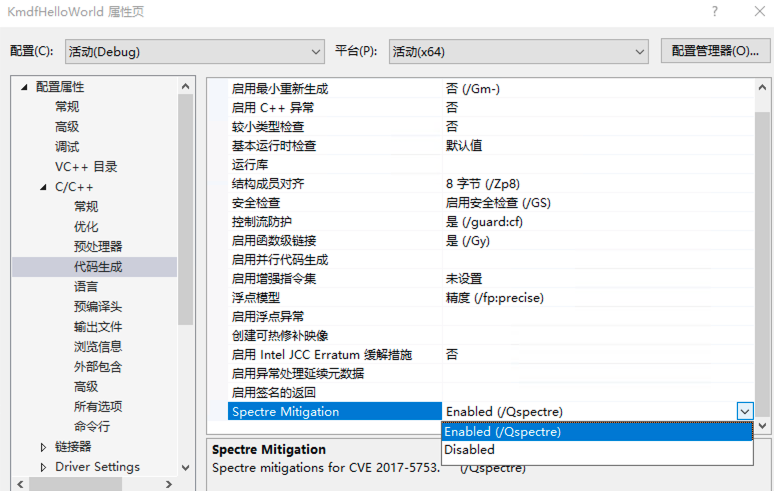 KmdfHelloWorld 属性页
配置(C):
活动(Debug)
平台(P):
活动(x64)
配置管理器(O)...
配置属性
常规
高级
调试
VC++ 目录
C/C++
常规
优化
预处理器
代码生成
语言
预编译头
输出文件
浏览信息
外部包含
高级
所有选项
命令行
链接器
Driver Settings
启用最小重新生成 否 (/Gm-)
启用 C++ 异常 否
较小类型检查 否
基本运行时检查 默认值
运行库
结构成员对齐 8 字节 (/Zp8)
安全检查 启用安全检查 (/GS)
控制流防护 是 (/guard:cf)
启用函数级链接 是 (/Gy)
启用并行代码生成
启用增强指令集 未设置
浮点模型 精度 (/fp:precise)
启用浮点异常
创建可热修补映像
启用 Intel JCC Erratum 缓解措施 否
启用异常处理延续元数据
启用签名的返回
Spectre Mitigation Enabled (/Qspectre)
Enabled (/Qspectre)
Disabled
Spectre Mitigation
Spectre mitigations for CVE 2017-5753. (/Qspectre)